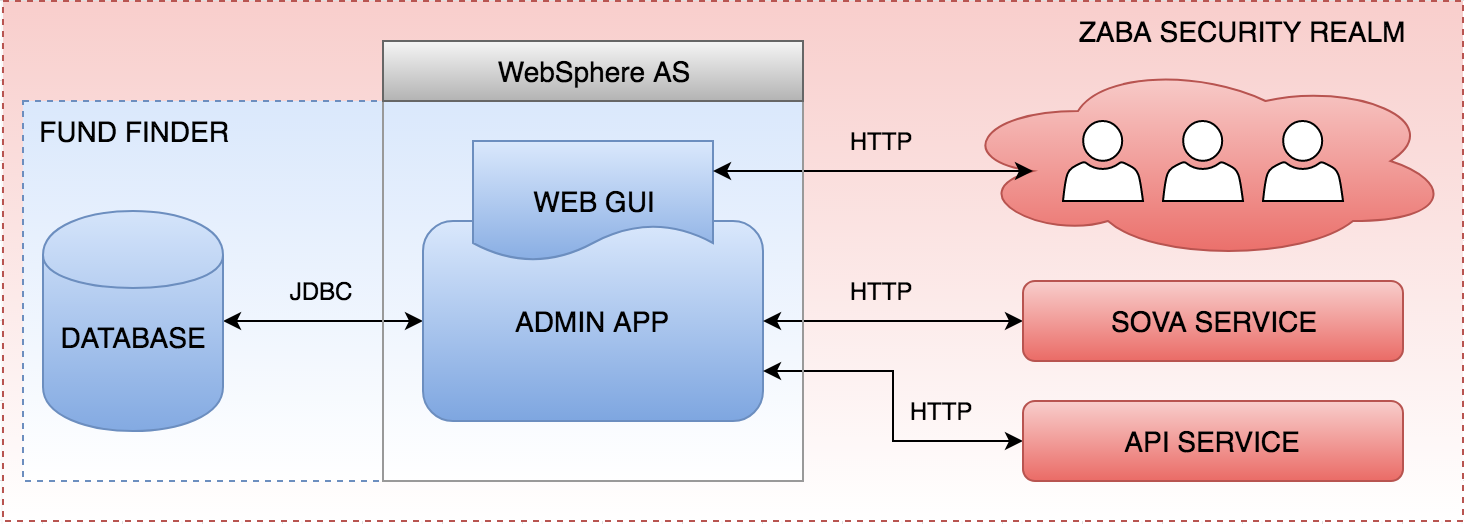 ZABA SECURITY REALM
WebSphere AS
FUND FINDER
HTTP
WEB GUI
JDBC
HTTP
DATABASE
ADMIN APP
SOVA SERVICE
HTTP
API SERVICE